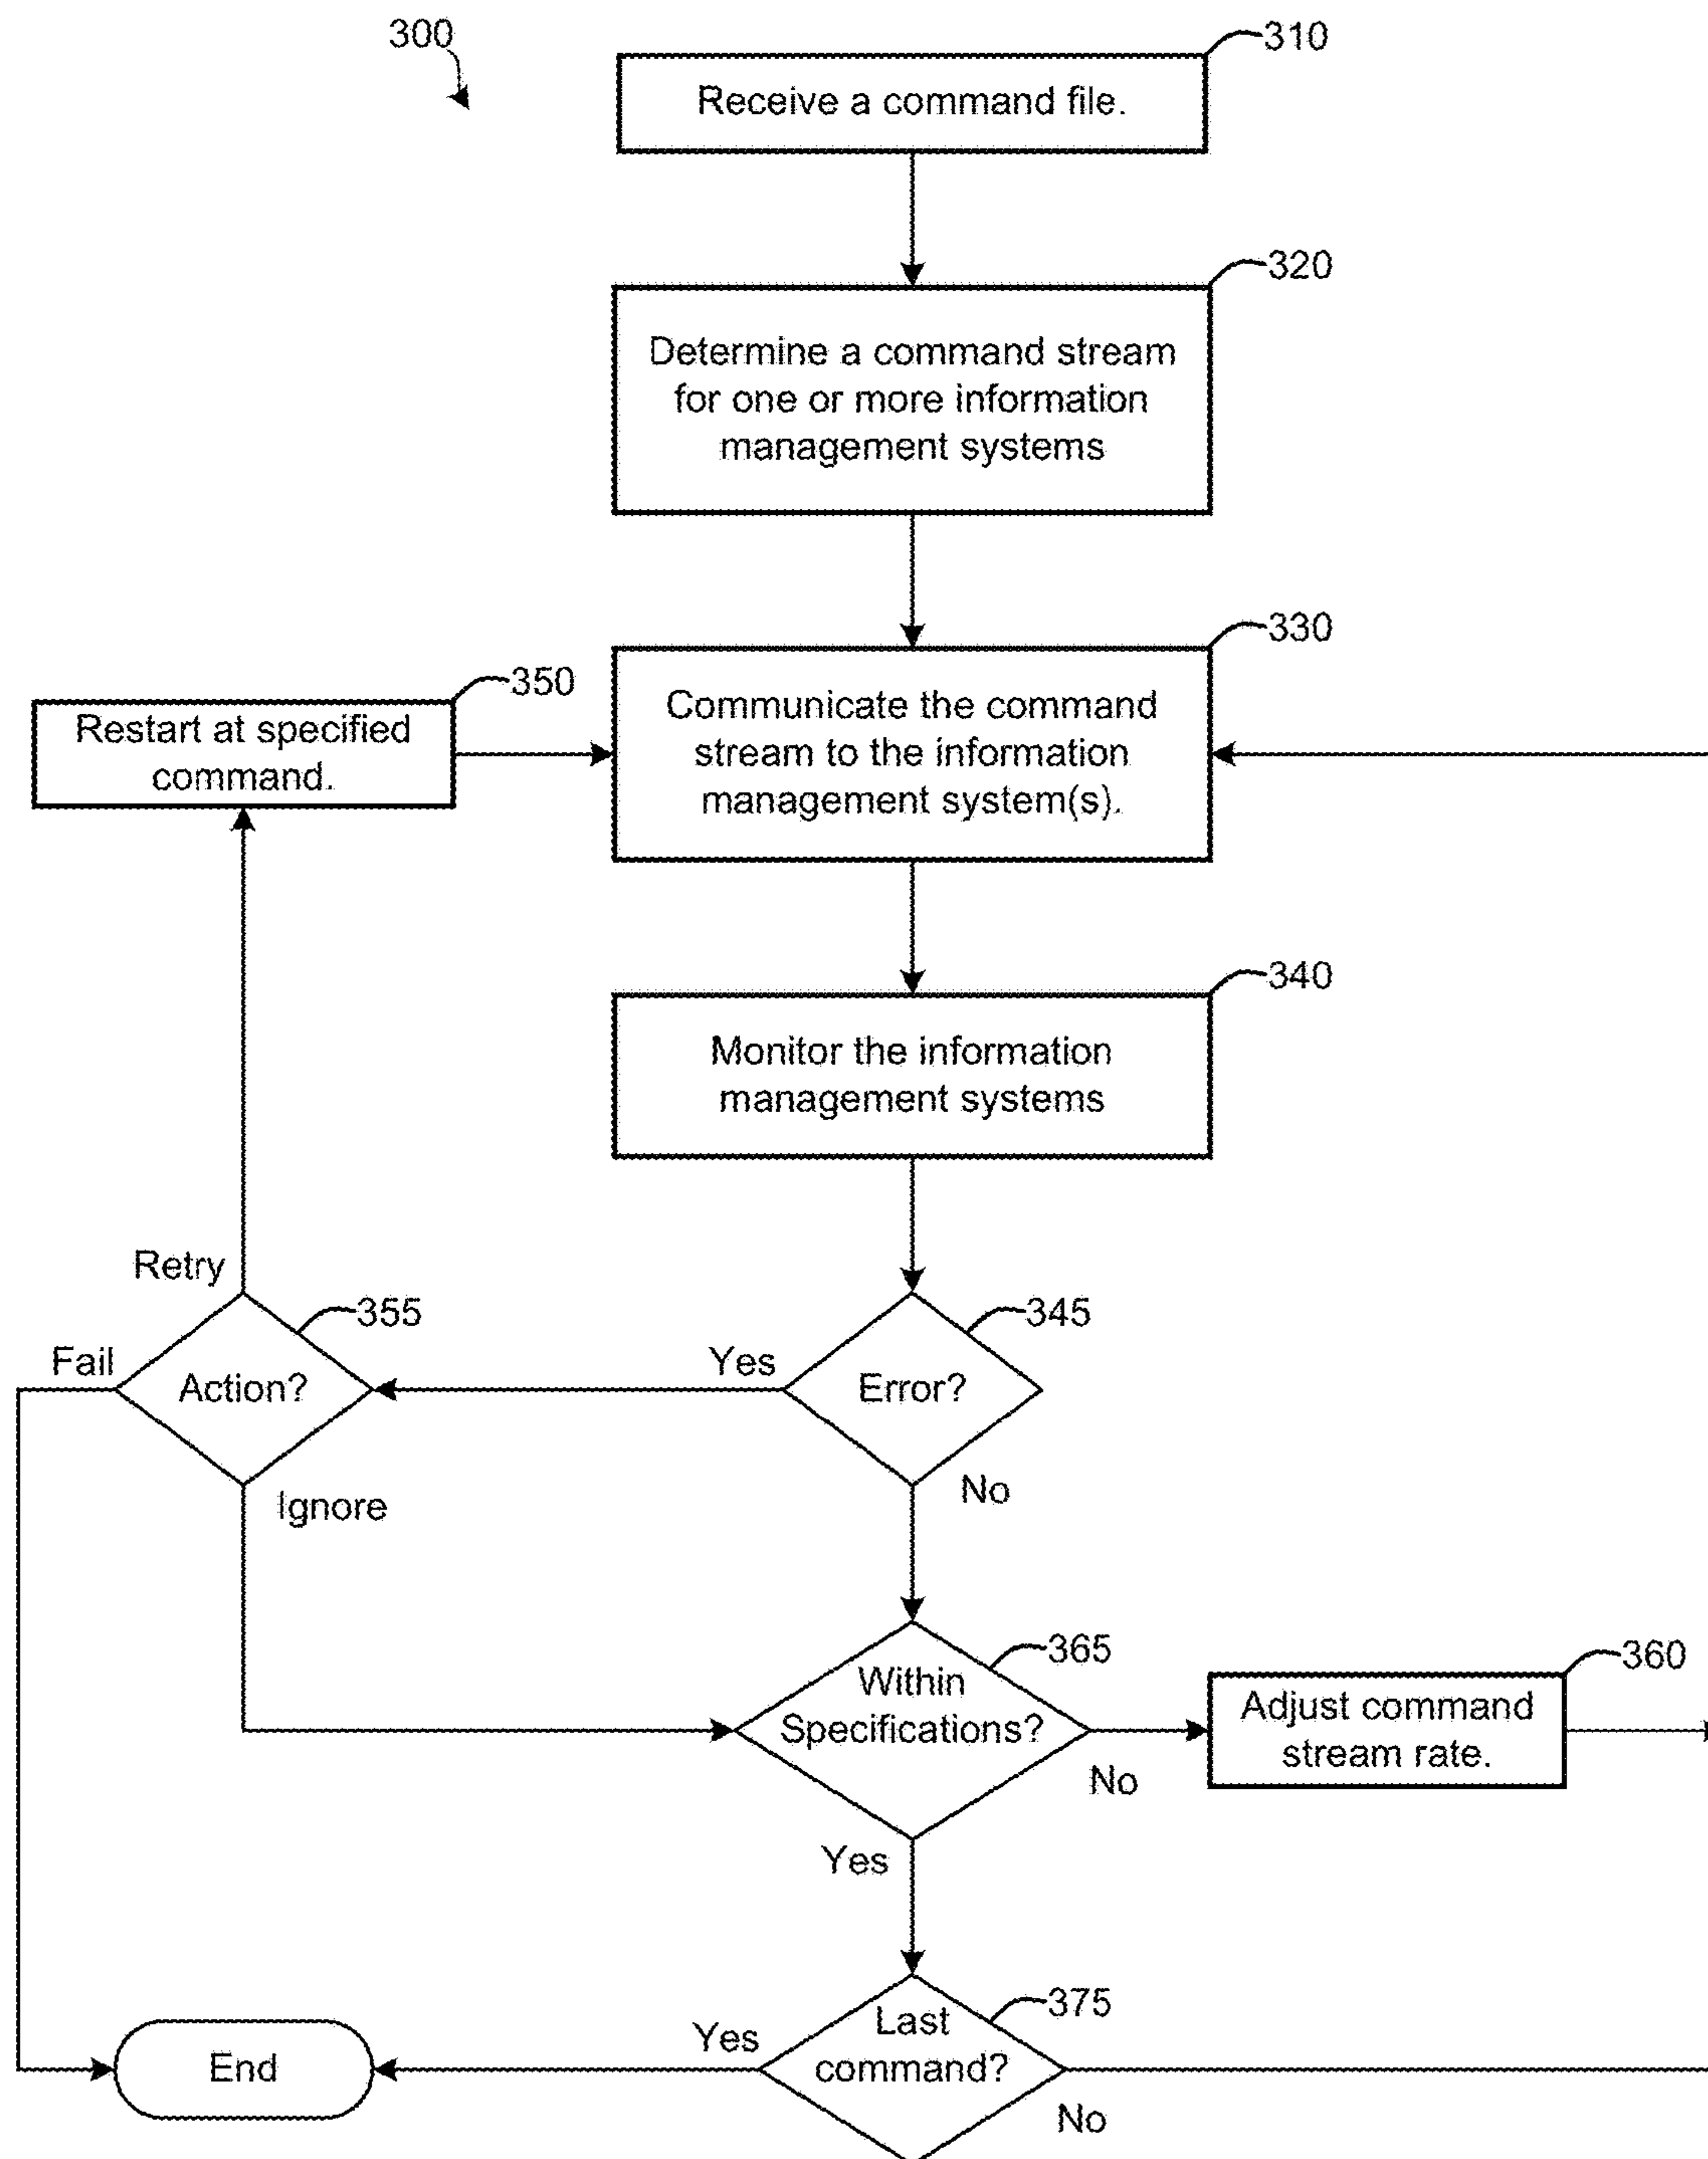 300
310
Receive a command file.
320
Determine a command stream
for one or more information
management systems
330
350
Restart at specified
command.
Communicate the command
stream to the information
management system(s).
340
Monitor the information
management systems
Retry
355
345
Fail
Action?
Yes
Error?
Ignore
No
365
360
Within
Specifications?
Adjust command
stream rate.
No
Yes
375
Last
command?
Yes
End
No